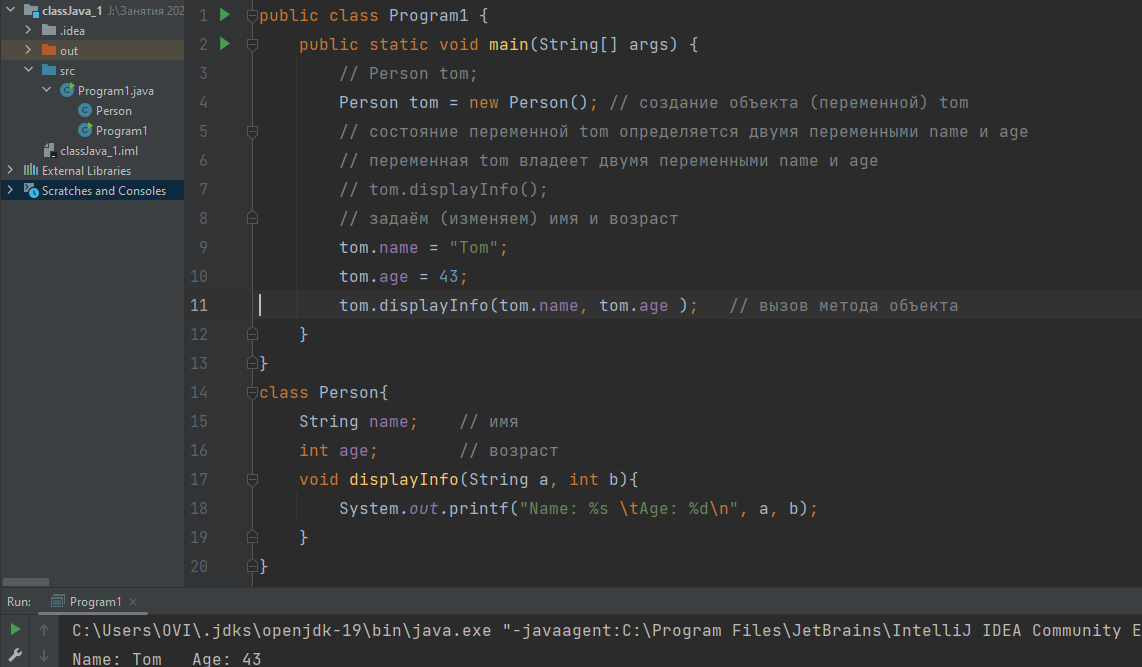 classJava_1 J:\Занятия 202
.idea
out
src
Program1.java
Person
Program1
classJava_1.iml
External Libraries
Scratches and Consoles
1 public class Program1 {
2 public static void main(String[] args) {
3 // Person tom;
4 Person tom = new Person(); // создание объекта (переменной) tom
5 // состояние переменной tom определяется двумя переменными name и age
6 // переменная tom владеет двумя переменными name и age
7 // tom.displayInfo();
8 // задаём (изменяем) имя и возраст
9 tom.name = "Tom";
10 tom.age = 43;
11 tom.displayInfo(tom.name, tom.age ); // вызов метода объекта
12 }
13 }
14 class Person{
15 String name; // имя
16 int age; // возраст
17 void displayInfo(String a, int b){
18 System.out.printf("Name: %s \tAge: %d\n", a, b);
19 }
20 }
Run: Program1
C:\Users\OVI\.jdks\openjdk-19\bin\java.exe "-javaagent:C:\Program Files\JetBrains\IntelliJ IDEA Community E
Name: Tom Age: 43